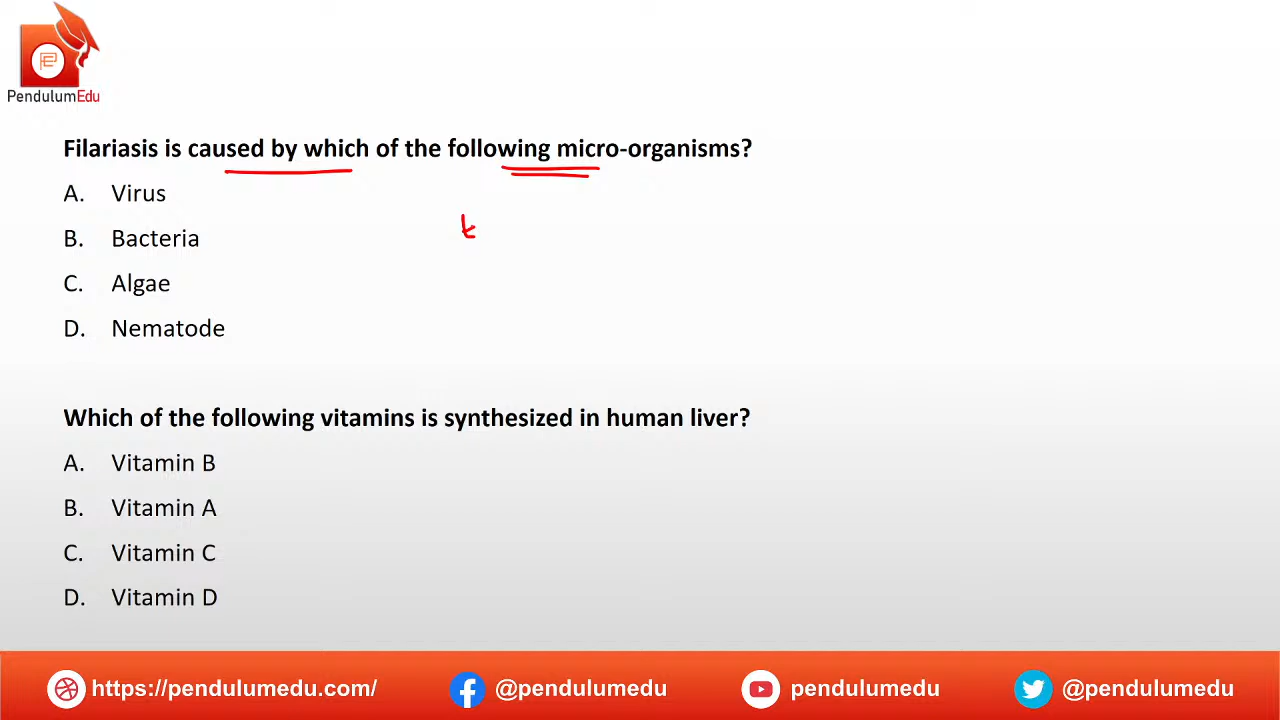 PendulumEdu
Filariasis is caused by which of the following micro-organisms?
A. Virus
B. Bacteria
C. Algae
D. Nematode
Which of the following vitamins is synthesized in human liver?
A. Vitamin B
B. Vitamin A
C. Vitamin C
D. Vitamin D
https://pendulumedu.com/ @pendulumedu pendulumedu @pendulumedu